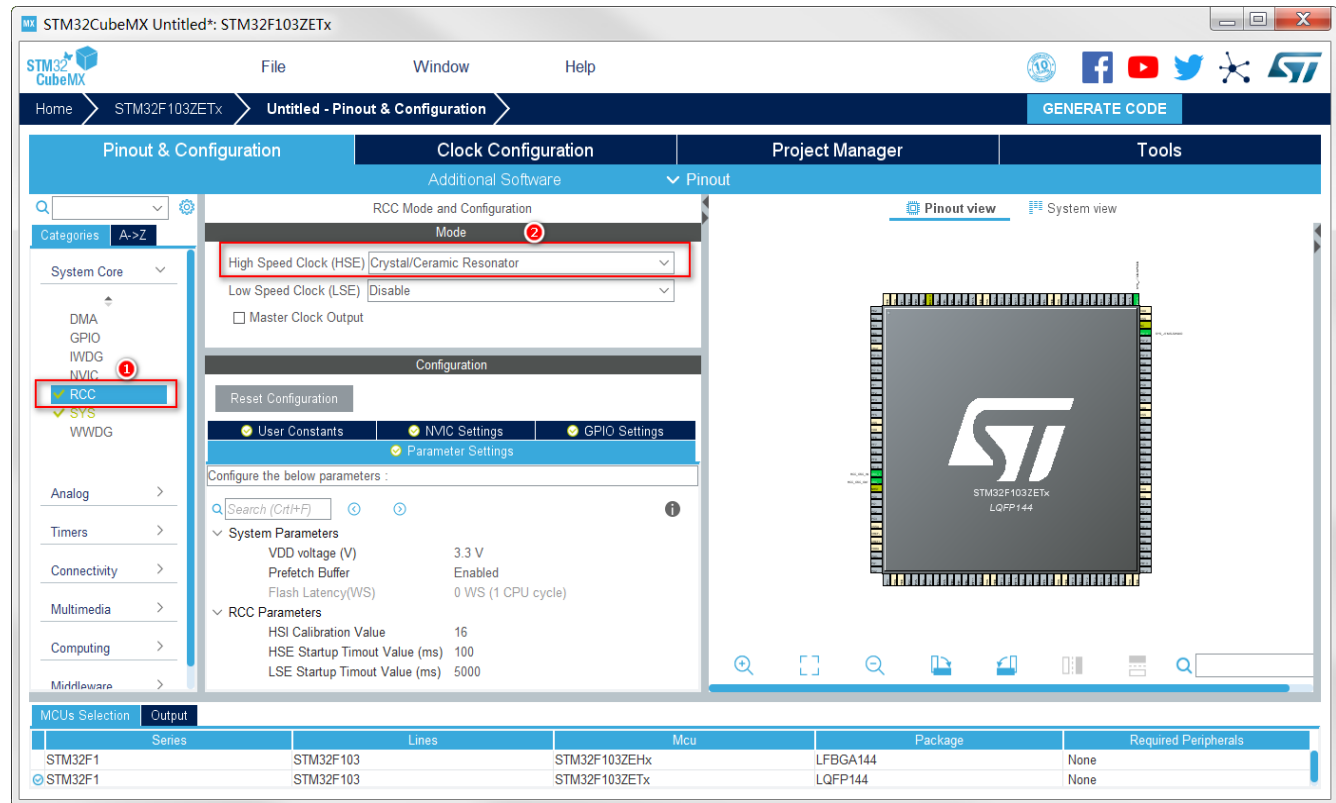 MX STM32CubeMX Untitled*: STM32F103ZETx
STM32 CubeMX File Window Help 10
Home STM32F103ZETx Untitled - Pinout & Configuration GENERATE CODE
Pinout & Configuration Clock Configuration Project Manager Tools
Additional Software Pinout
RCC Mode and Configuration Pinout view System view
Categories A->Z Mode 2
System Core High Speed Clock (HSE) Crystal/Ceramic Resonator
Low Speed Clock (LSE) Disable
Master Clock Output
DMA
GPIO
IWDG
NVIC 1
RCC
SYS
WWDG
Configuration
Reset Configuration
User Constants NVIC Settings GPIO Settings
Parameter Settings
Configure the below parameters :
Search (Crtl+F)
System Parameters
VDD voltage (V) 3.3 V
Prefetch Buffer Enabled
Flash Latency(WS) 0 WS (1 CPU cycle)
RCC Parameters
HSI Calibration Value 16
HSE Startup Timout Value (ms) 100
LSE Startup Timout Value (ms) 5000
Analog
Timers
Connectivity
Multimedia
Computing
Middleware
STM32F103ZETx
LQFP144
MCUs Selection Output
Series Lines Mcu Package Required Peripherals
STM32F1 STM32F103 STM32F103ZEHx LFBGA144 None
STM32F1 STM32F103 STM32F103ZETx LQFP144 None